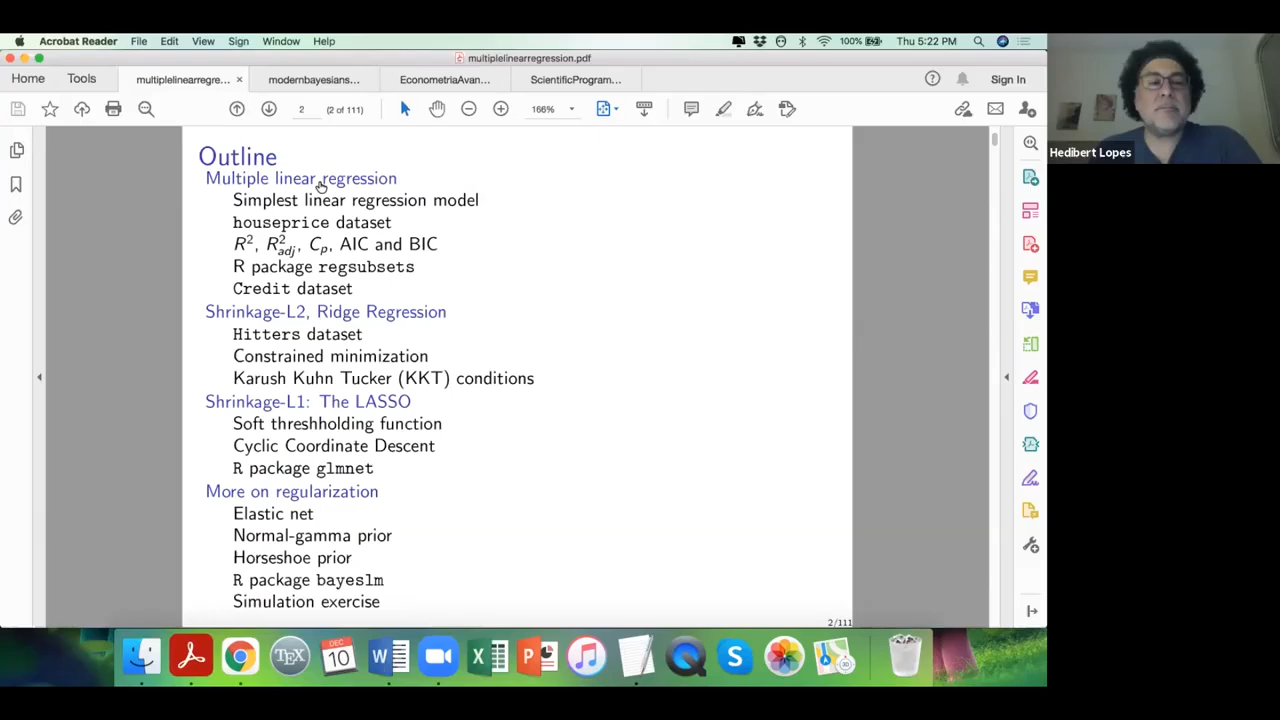 Acrobat Reader File Edit View Sign Window Help 100% Thu 5:22 PM
multiplelinearregression.pdf
Home Tools multiplelinearregre... × modernbayesians... EconometriaAvan... ScientificProgram... Sign In
2 (2 of 111) 166%
Hedibert Lopes
Outline
Multiple linear regression
Simplest linear regression model
houseprice dataset
R², R²adj, Cp, AIC and BIC
R package regsubsets
Credit dataset
Shrinkage-L2, Ridge Regression
Hitters dataset
Constrained minimization
Karush Kuhn Tucker (KKT) conditions
Shrinkage-L1: The LASSO
Soft threshholding function
Cyclic Coordinate Descent
R package glmnet
More on regularization
Elastic net
Normal-gamma prior
Horseshoe prior
R package bayeslm
Simulation exercise
2/111
TEX
DEC
10
W
X
P
S